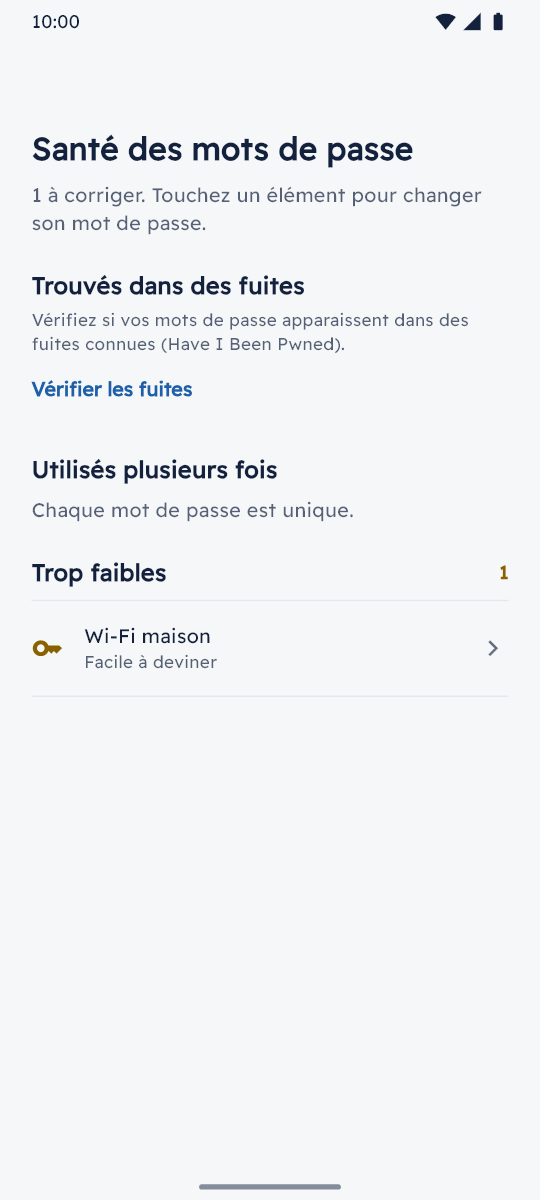 10:00
Santé des mots de passe
1 à corriger. Touchez un élément pour changer
son mot de passe.
Trouvés dans des fuites
Vérifiez si vos mots de passe apparaissent dans des
fuites connues (Have I Been Pwned).
Vérifier les fuites
Utilisés plusieurs fois
Chaque mot de passe est unique.
Trop faibles 1
Wi-Fi maison
Facile à deviner